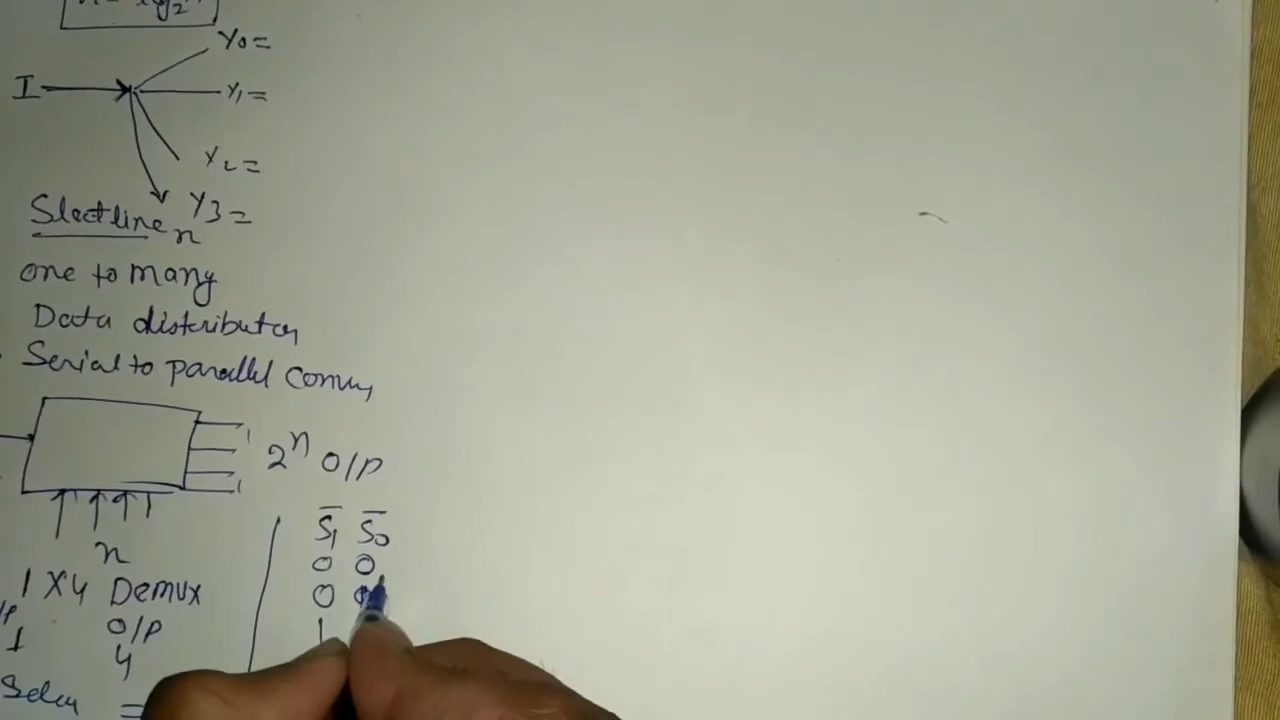 Y0=
I
Y1=
Y2=
Y3=
Slectline n
one to many
Data distributor
Serial to parallel conv
2^n O/P
S̅1 S̅0
n
0 0
1X4 Demux
0
O/P
1
1
4
=